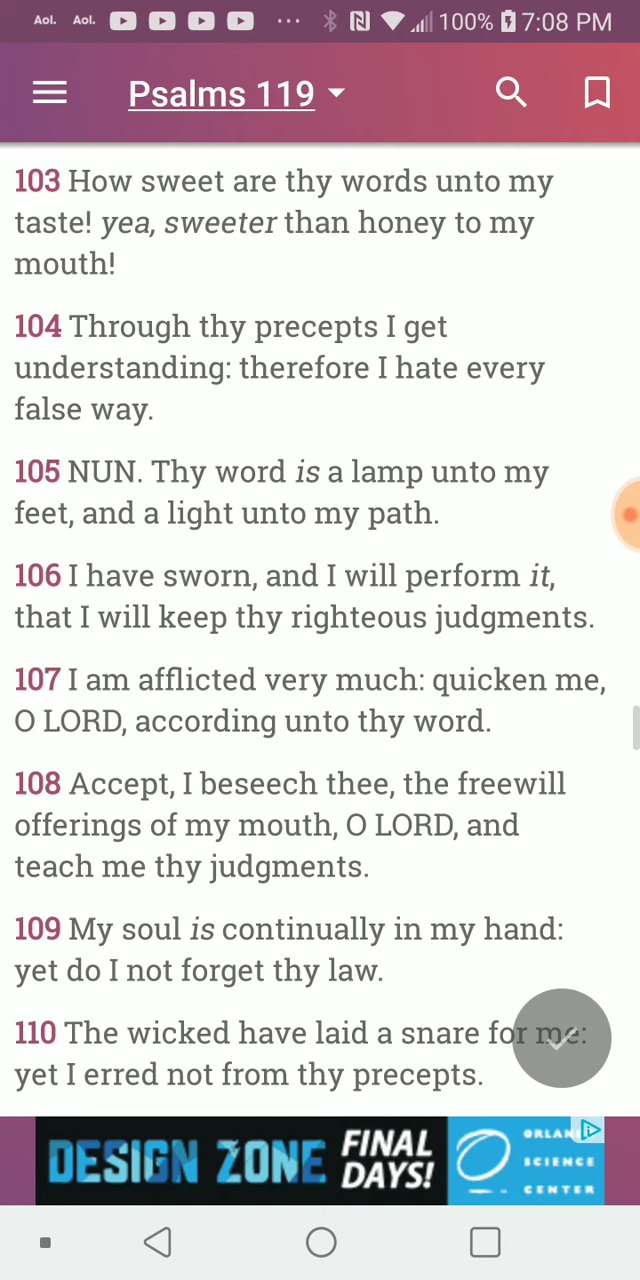 Aol. Aol. ... 100% 7:08 PM
Psalms 119
103 How sweet are thy words unto my
taste! yea, sweeter than honey to my
mouth!
104 Through thy precepts I get
understanding: therefore I hate every
false way.
105 NUN. Thy word is a lamp unto my
feet, and a light unto my path.
106 I have sworn, and I will perform it,
that I will keep thy righteous judgments.
107 I am afflicted very much: quicken me,
O LORD, according unto thy word.
108 Accept, I beseech thee, the freewill
offerings of my mouth, O LORD, and
teach me thy judgments.
109 My soul is continually in my hand:
yet do I not forget thy law.
110 The wicked have laid a snare for me:
yet I erred not from thy precepts.
DESIGN ZONE
FINAL
DAYS!
ORLAN
SCIENCE
CENTER